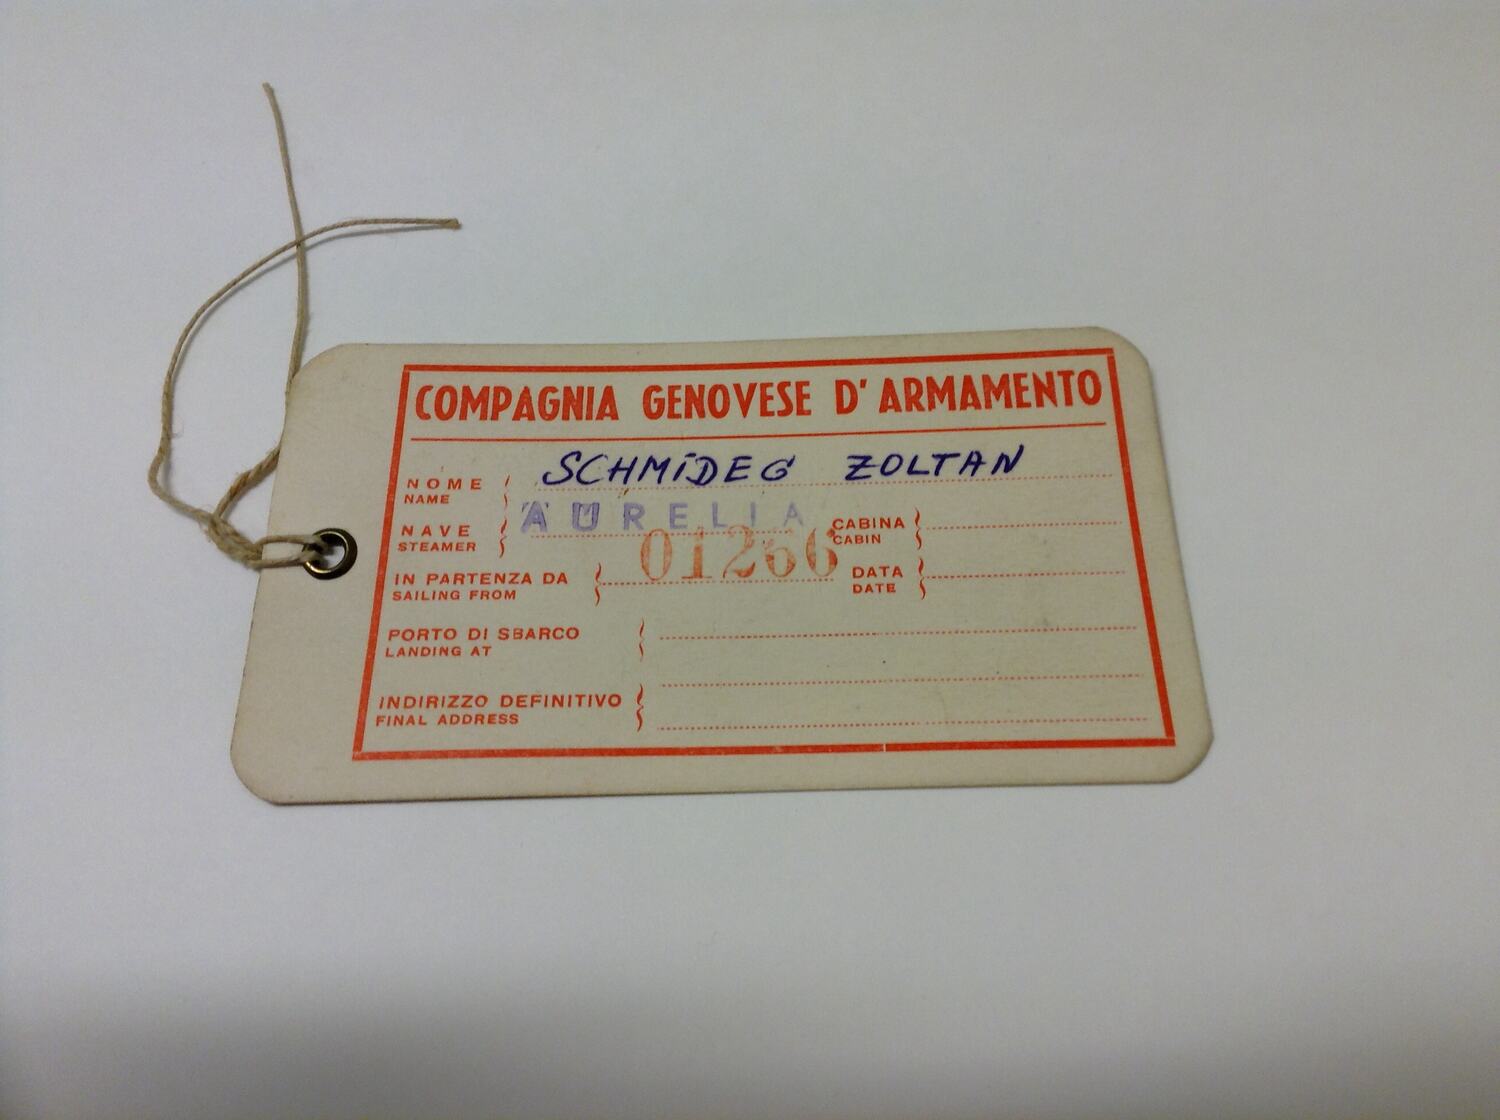 COMPAGNIA GENOVESE D'ARMAMENTO
NOME SCHMIDEG ZOLTAN
NAME
NAVE AURELIA CABINA
STEAMER CABIN
01266
IN PARTENZA DA DATA
SAILING FROM DATE
PORTO DI SBARCO
LANDING AT
INDIRIZZO DEFINITIVO
FINAL ADDRESS